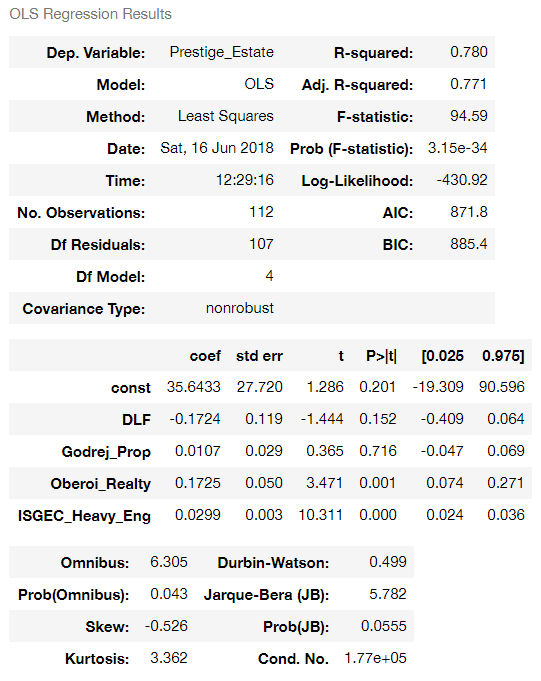 OLS Regression Results
Dep. Variable: Prestige_Estate R-squared: 0.780
Model: OLS Adj. R-squared: 0.771
Method: Least Squares F-statistic: 94.59
Date: Sat, 16 Jun 2018 Prob (F-statistic): 3.15e-34
Time: 12:29:16 Log-Likelihood: -430.92
No. Observations: 112 AIC: 871.8
Df Residuals: 107 BIC: 885.4
Df Model: 4
Covariance Type: nonrobust
coef std err t P>|t| [0.025 0.975]
const 35.6433 27.720 1.286 0.201 -19.309 90.596
DLF -0.1724 0.119 -1.444 0.152 -0.409 0.064
Godrej_Prop 0.0107 0.029 0.365 0.716 -0.047 0.069
Oberoi_Realty 0.1725 0.050 3.471 0.001 0.074 0.271
ISGEC_Heavy_Eng 0.0299 0.003 10.311 0.000 0.024 0.036
Omnibus: 6.305 Durbin-Watson: 0.499
Prob(Omnibus): 0.043 Jarque-Bera (JB): 5.782
Skew: -0.526 Prob(JB): 0.0555
Kurtosis: 3.362 Cond. No. 1.77e+05